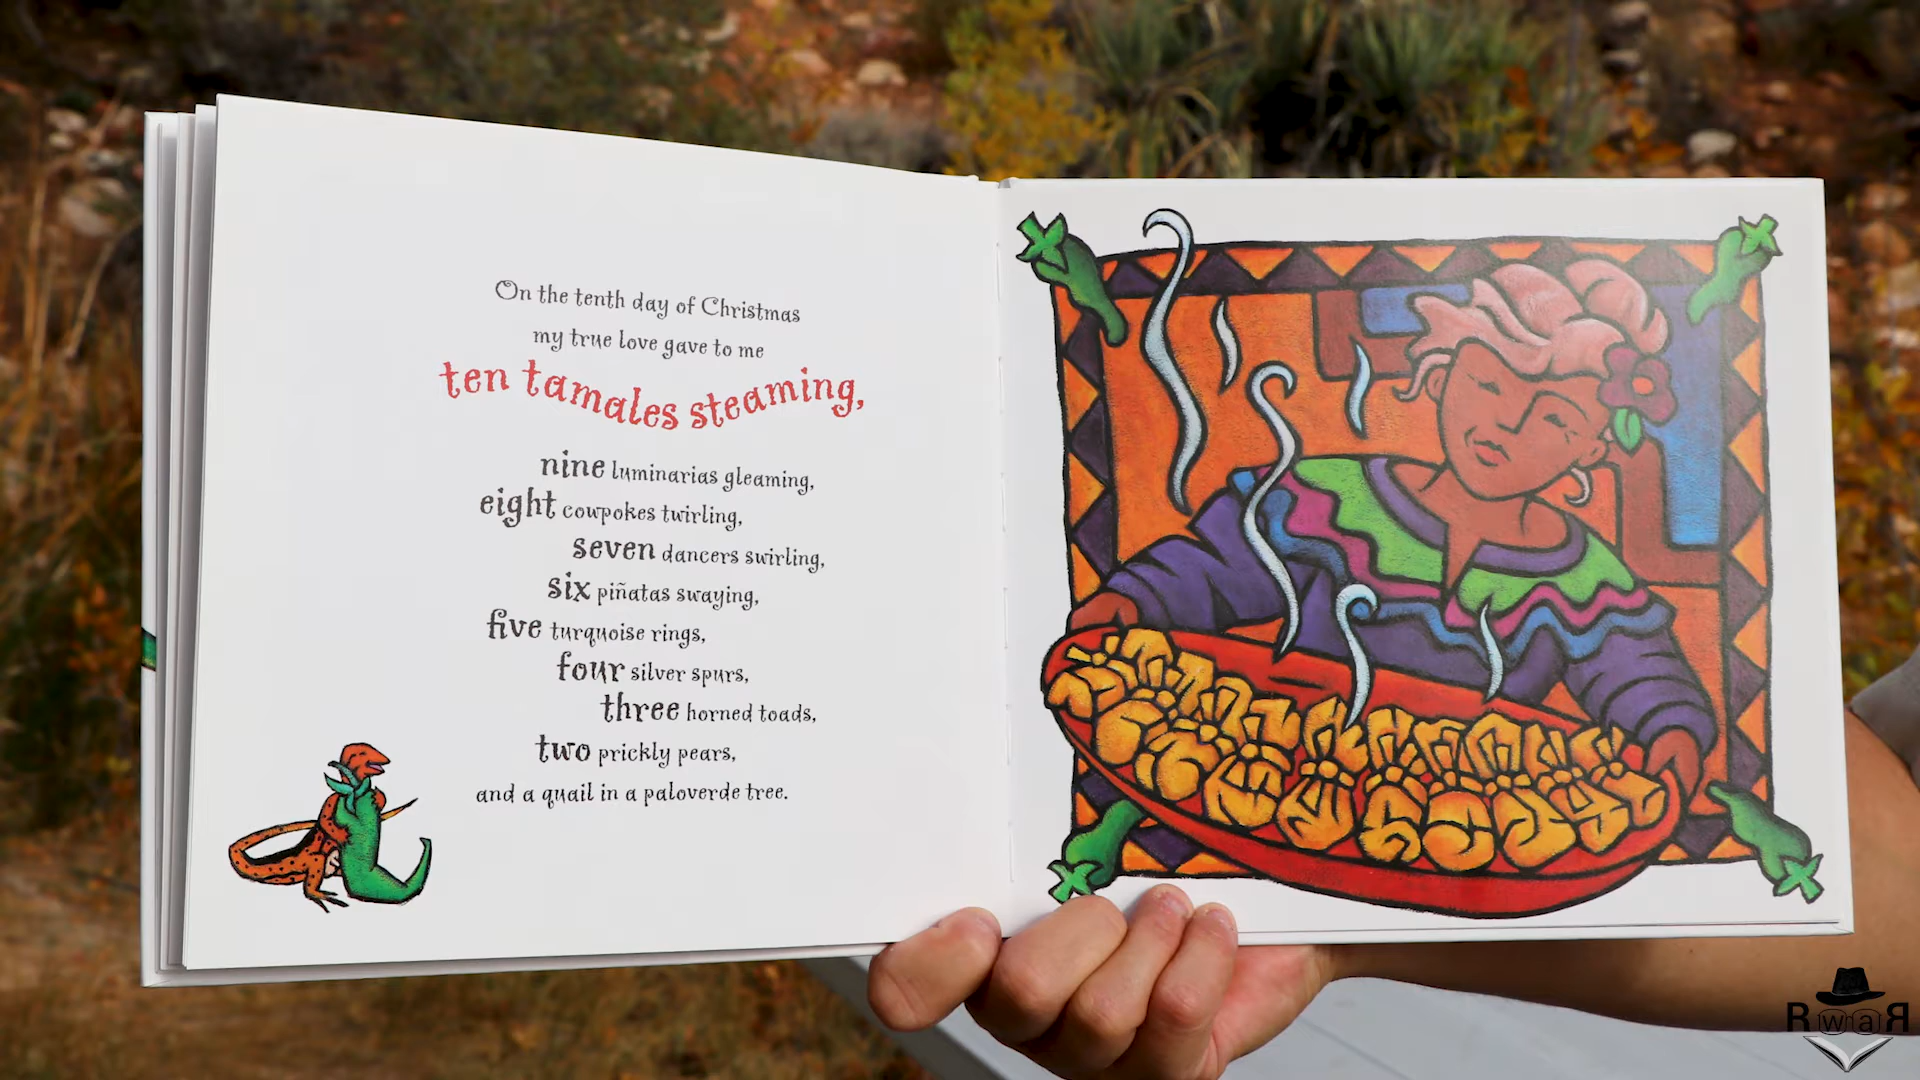 On the tenth day of Christmas
my true love gave to me
ten tamales steaming,
nine luminarias gleaming,
eight cowpokes twirling,
seven dancers swirling,
six piñatas swaying,
five turquoise rings,
four silver spurs,
three horned toads,
two prickly pears,
and a quail in a paloverde tree.
RwaR